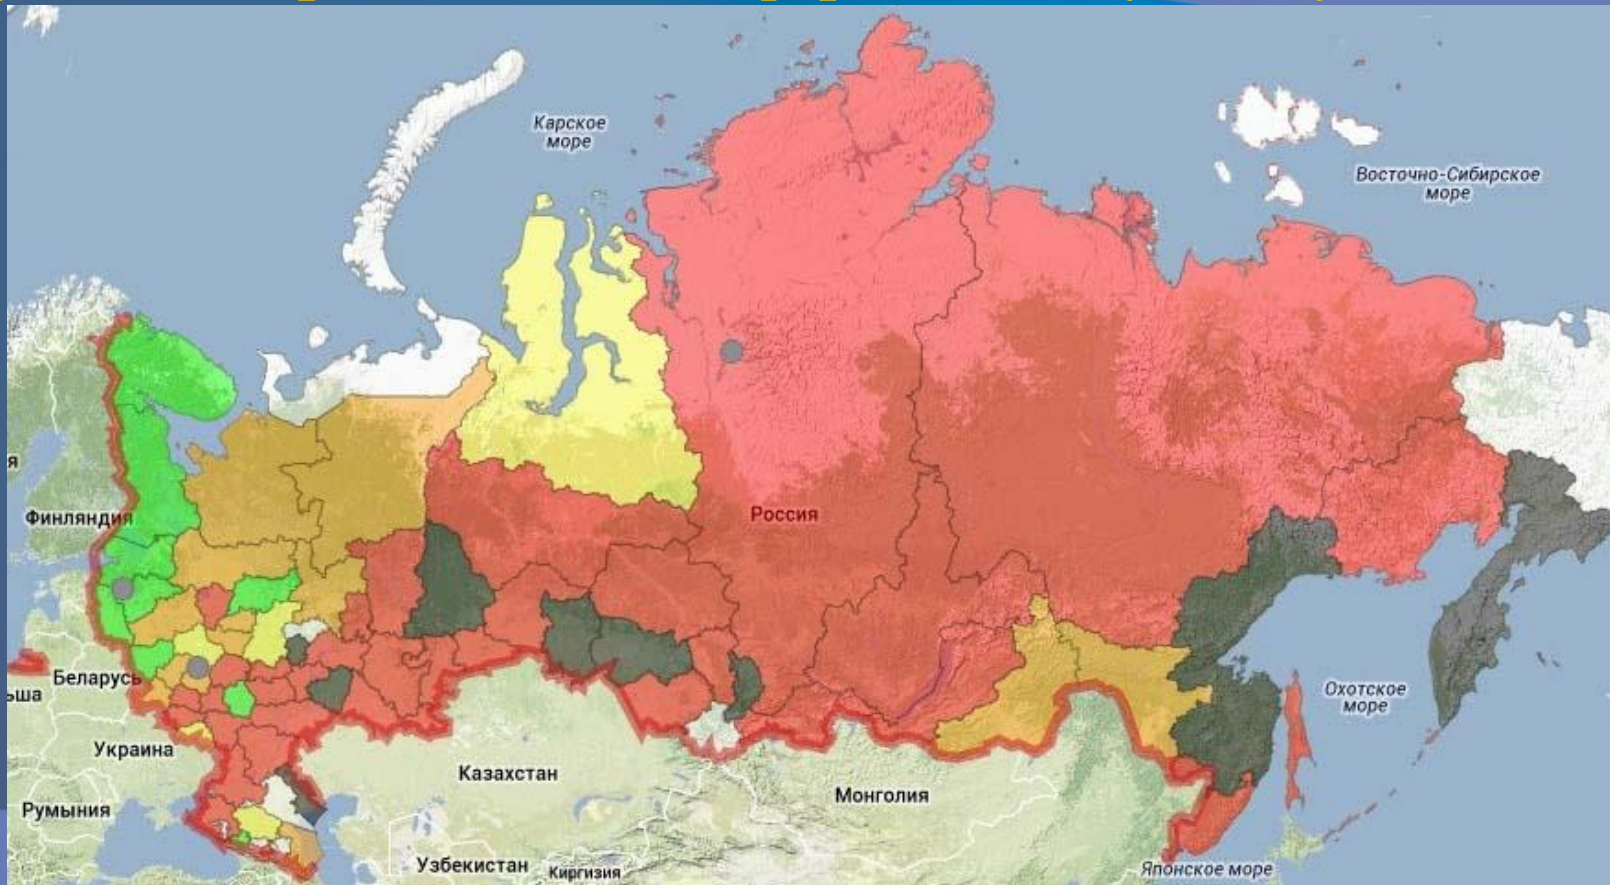 Карское
море
Восточно-Сибирское
море
я
Россия
Финляндия
Беларусь
ьша
Охотское
море
Украина
Казахстан
Монголия
Румыния
Узбекистан
Киргизия
Японское море